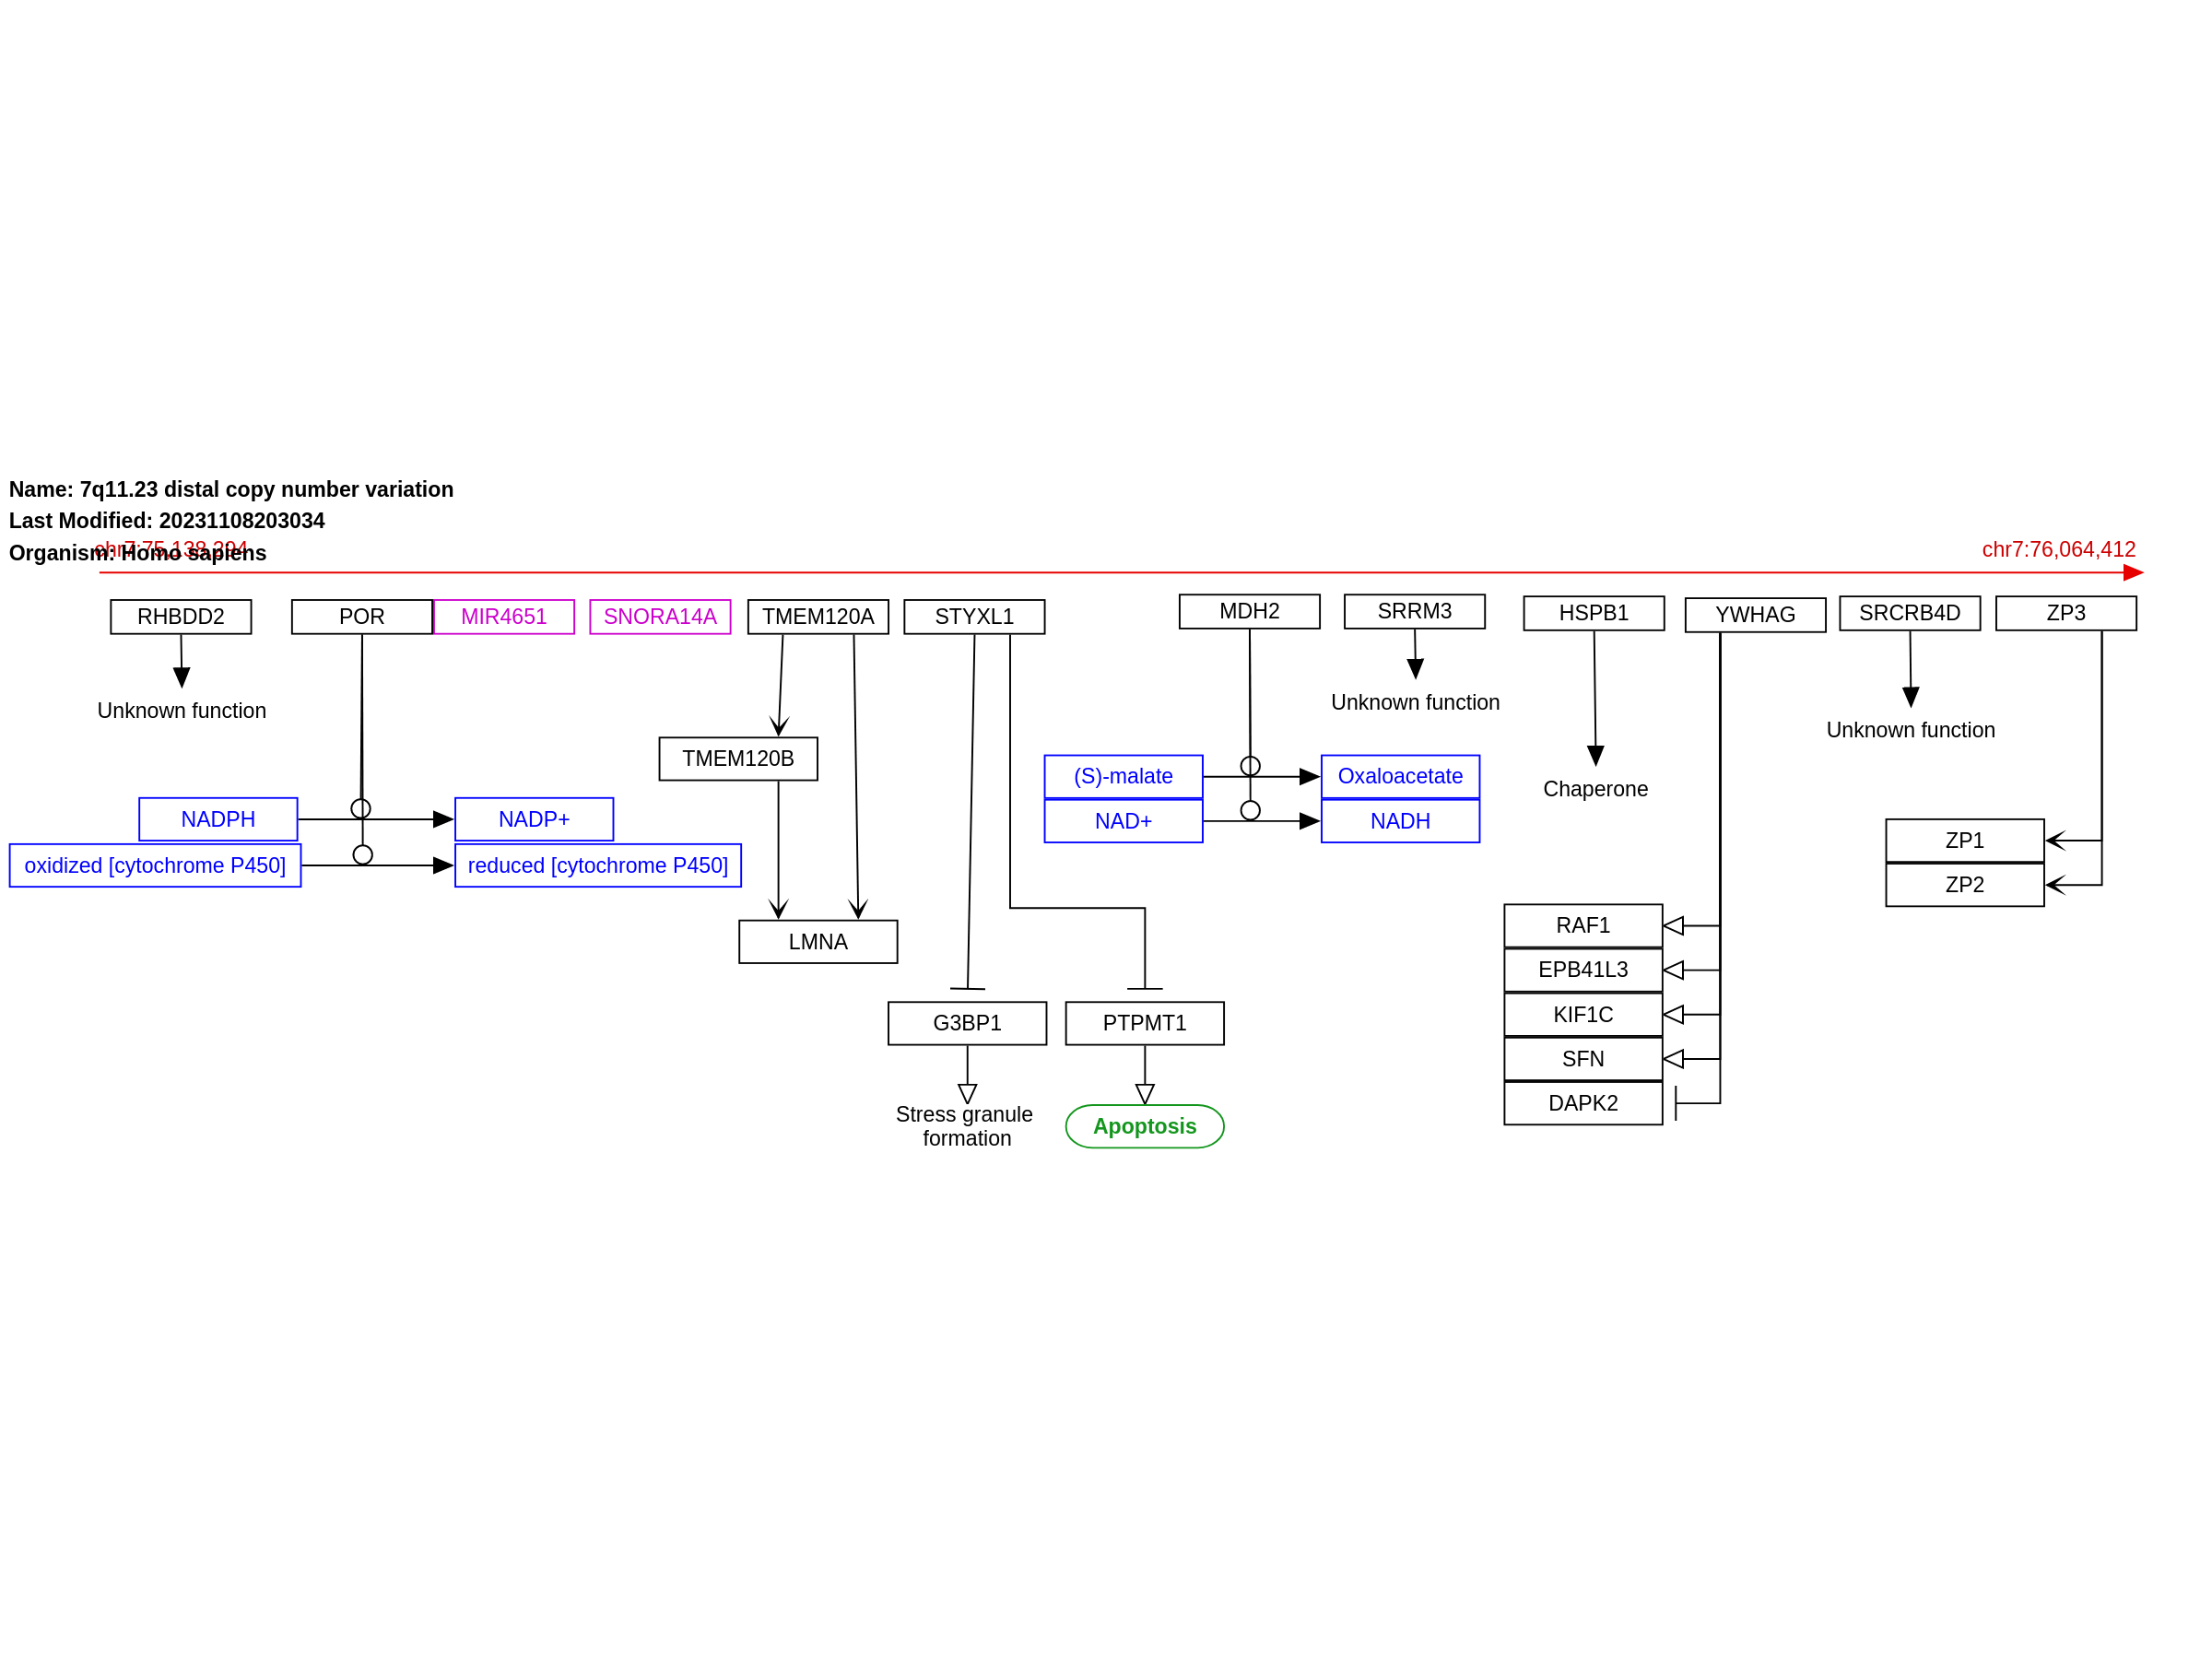 Name: 7q11.23 distal copy number variation
Last Modified: 20231108203034
Organism: Homo sapiens
chr7:75,138,294
chr7:76,064,412
RHBDD2
POR
MIR4651
SNORA14A
TMEM120A
STYXL1
MDH2
SRRM3
HSPB1
YWHAG
SRCRB4D
ZP3
Unknown function
Unknown function
Unknown function
TMEM120B
(S)-malate
Oxaloacetate
Chaperone
NADPH
NADP+
NAD+
NADH
ZP1
oxidized [cytochrome P450]
reduced [cytochrome P450]
ZP2
LMNA
RAF1
EPB41L3
G3BP1
PTPMT1
KIF1C
SFN
DAPK2
Stress granule
formation
Apoptosis